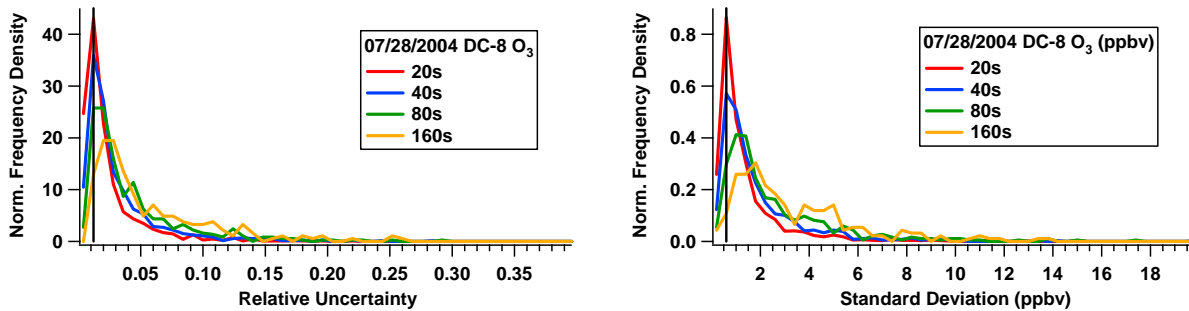 Norm. Frequency Density
40
30
20
10
0
07/28/2004 DC-8 O3
20s
40s
80s
160s
0.05 0.10 0.15 0.20 0.25 0.30 0.35
Relative Uncertainty
Norm. Frequency Density
0.8
0.6
0.4
0.2
0.0
07/28/2004 DC-8 O3 (ppbv)
20s
40s
80s
160s
2 4 6 8 10 12 14 16 18
Standard Deviation (ppbv)